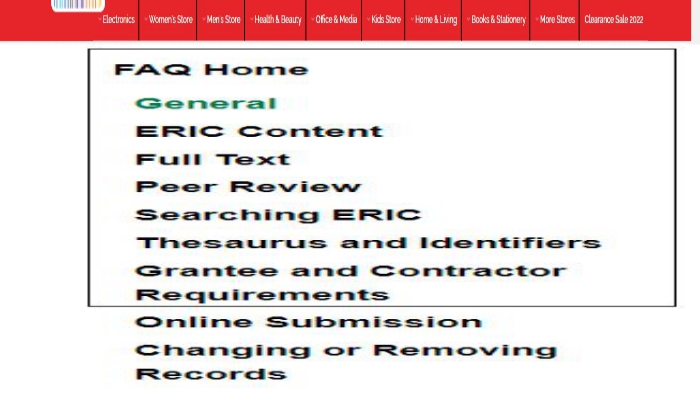 Electronics Women's Store Men's Store Health & Beauty Office & Media Kids Store Home & Living Books & Stationery More Stores Clearance Sale 2022
FAQ Home
General
ERIC Content
Full Text
Peer Review
Searching ERIC
Thesaurus and Identifiers
Grantee and Contractor
Requirements
Online Submission
Changing or Removing
Records